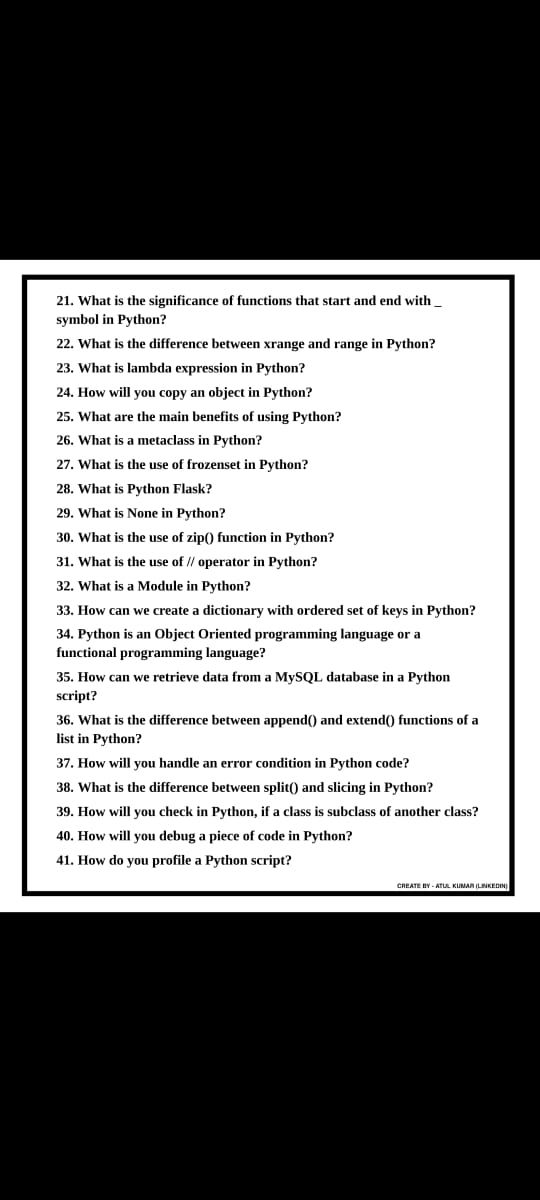 21. What is the significance of functions that start and end with _
symbol in Python?
22. What is the difference between xrange and range in Python?
23. What is lambda expression in Python?
24. How will you copy an object in Python?
25. What are the main benefits of using Python?
26. What is a metaclass in Python?
27. What is the use of frozenset in Python?
28. What is Python Flask?
29. What is None in Python?
30. What is the use of zip() function in Python?
31. What is the use of // operator in Python?
32. What is a Module in Python?
33. How can we create a dictionary with ordered set of keys in Python?
34. Python is an Object Oriented programming language or a
functional programming language?
35. How can we retrieve data from a MySQL database in a Python
script?
36. What is the difference between append() and extend() functions of a
list in Python?
37. How will you handle an error condition in Python code?
38. What is the difference between split() and slicing in Python?
39. How will you check in Python, if a class is subclass of another class?
40. How will you debug a piece of code in Python?
41. How do you profile a Python script?
CREATE BY - ATUL KUMAR (LINKEDIN)